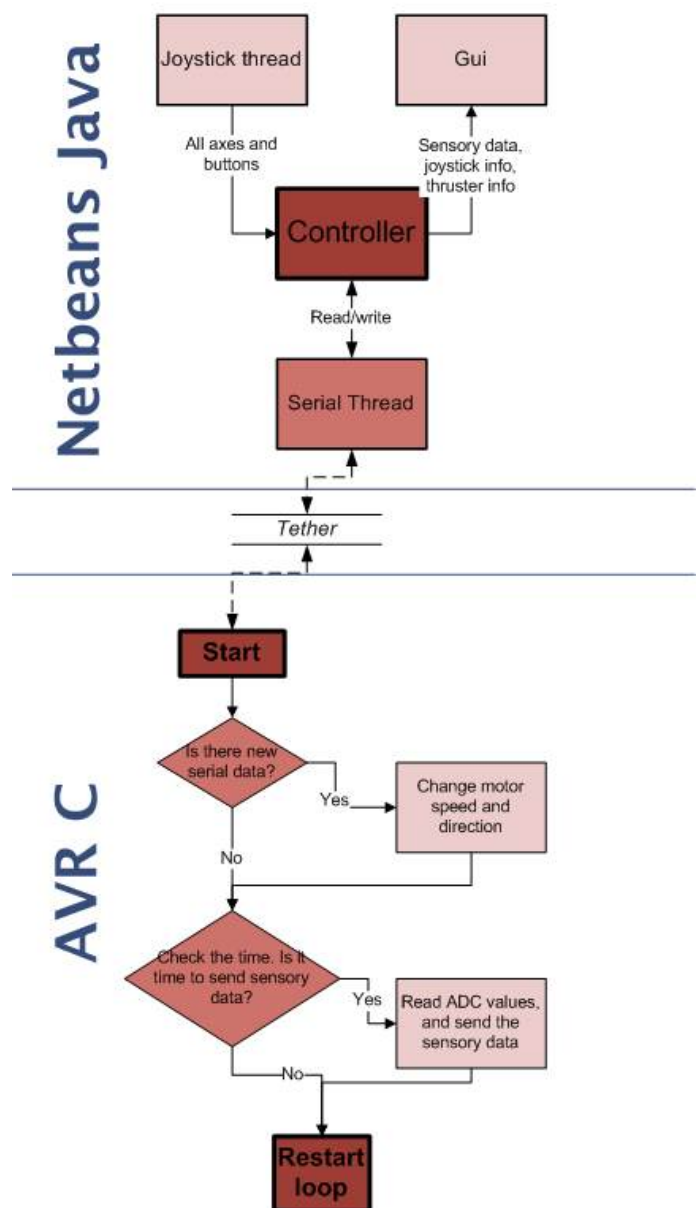 Netbeans Java
Joystick thread
Gui
All axes and
buttons
Sensory data,
joystick info,
thruster info
Controller
Read/write
Serial Thread
Tether
AVR C
Start
Is there new
serial data?
Yes
Change motor
speed and
direction
No
Check the time. Is it
time to send sensory
data?
Yes
Read ADC values,
and send the
sensory data
No
Restart
loop